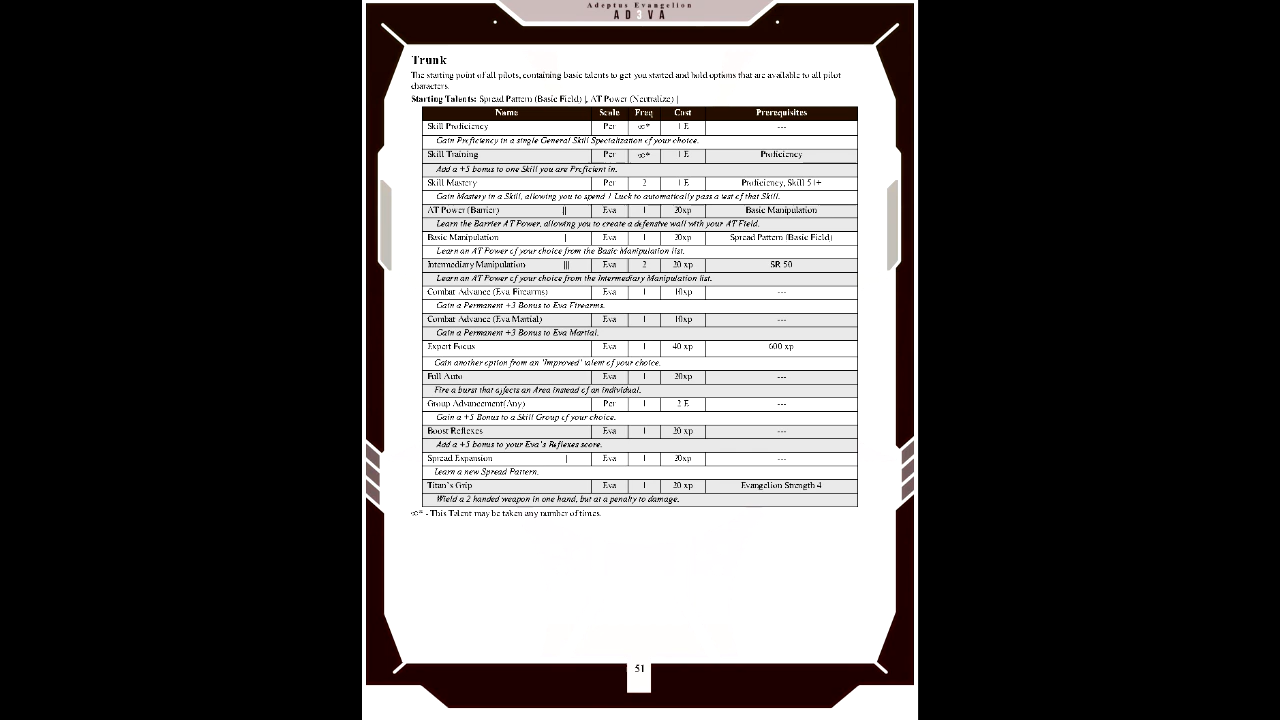 Adeptus Evangelion
AD3VA
Trunk
The starting point of all pilots, containing basic talents to get you started and bold options that are available to all pilot
characters.
Starting Talents: Spread Pattern (Basic Field) |, AT Power (Neutralize) |
Name Scale Freq Cost Prerequisites
Skill Proficiency Per ∞* 1 E ---
Gain Proficiency in a single General Skill Specialization of your choice.
Skill Training Per ∞* 1 E Proficiency
Add a +5 bonus to one Skill you are Proficient in.
Skill Mastery Per 2 1 E Proficiency, Skill 51+
Gain Mastery in a Skill, allowing you to spend 1 Luck to automatically pass a test of that Skill.
AT Power (Barrier) || Eva 1 20xp Basic Manipulation
Learn the Barrier AT Power, allowing you to create a defensive wall with your AT Field.
Basic Manipulation | Eva 1 20xp Spread Pattern (Basic Field)
Learn an AT Power of your choice from the Basic Manipulation list.
Intermediary Manipulation ||| Eva 2 20 xp SR 50
Learn an AT Power of your choice from the Intermediary Manipulation list.
Combat Advance (Eva Firearms) Eva 1 10xp ---
Gain a Permanent +3 Bonus to Eva Firearms.
Combat Advance (Eva Martial) Eva 1 10xp ---
Gain a Permanent +3 Bonus to Eva Martial.
Expert Focus Eva 1 40 xp 600 xp
Gain another option from an 'Improved' talent of your choice.
Full Auto Eva 1 20xp ---
Fire a burst that affects an Area instead of an individual.
Group Advancement(Any) Per 1 2 E ---
Gain a +5 Bonus to a Skill Group of your choice.
Boost Reflexes Eva 1 20 xp ---
Add a +5 bonus to your Eva's Reflexes score.
Spread Expansion | Eva 1 20xp ---
Learn a new Spread Pattern.
Titan's Grip Eva 1 20 xp Evangelion Strength 4
Wield a 2 handed weapon in one hand, but at a penalty to damage.
∞* - This Talent may be taken any number of times.
51